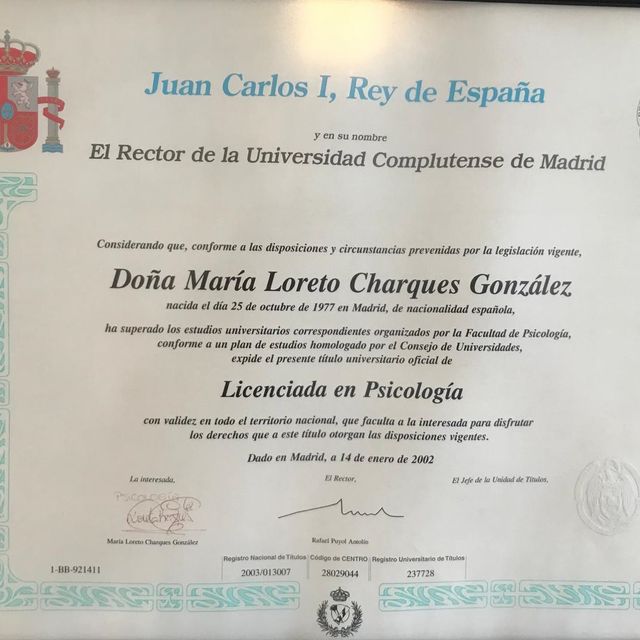 Juan Carlos I, Rey de España
y en su nombre
El Rector de la Universidad Complutense de Madrid
Considerando que, conforme a las disposiciones y circunstancias prevenidas por la legislación vigente,
Doña María Loreto Charques González
nacida el día 25 de octubre de 1977 en Madrid, de nacionalidad española,
ha superado los estudios universitarios correspondientes organizados por la Facultad de Psicología,
conforme a un plan de estudios homologado por el Consejo de Universidades,
expide el presente título universitario oficial de
Licenciada en Psicología
con validez en todo el territorio nacional, que faculta a la interesada para disfrutar
los derechos que a este título otorgan las disposiciones vigentes.
Dado en Madrid, a 14 de enero de 2002
La interesada, El Rector, El Jefe de la Unidad de Títulos,
PSICOLOGÍA
María Loreto Charques González Rafael Puyol Antolín
Registro Nacional de Títulos Código de CENTRO Registro Universitario de Títulos
1-BB-921411 2003/013007 28029044 237728